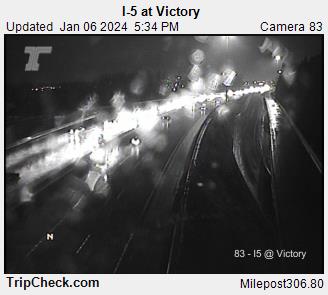 I-5 at Victory
Updated  Jan 06 2024  5:34 PM
Camera 83
T
N
83 - I5 @ Victory
TripCheck.com
Milepost306.80